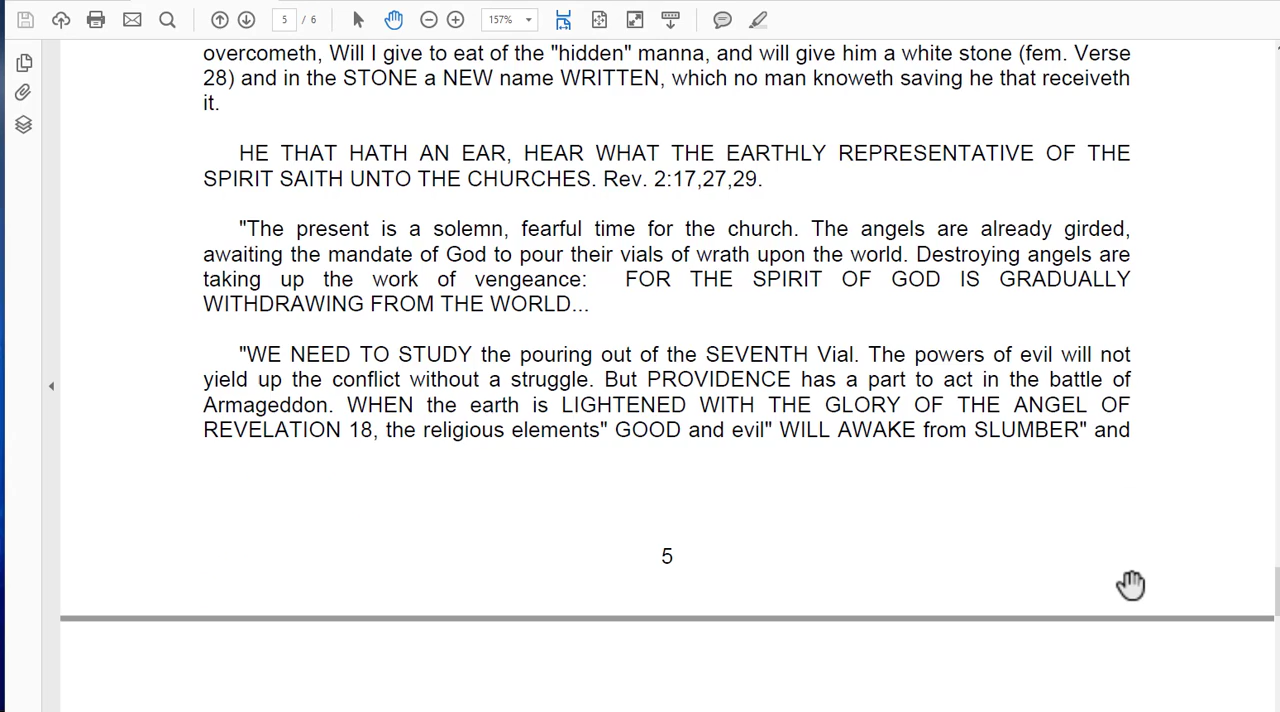 5 / 6
157%
overcometh, Will I give to eat of the "hidden" manna, and will give him a white stone (fem. Verse
28) and in the STONE a NEW name WRITTEN, which no man knoweth saving he that receiveth
it.
HE THAT HATH AN EAR, HEAR WHAT THE EARTHLY REPRESENTATIVE OF THE
SPIRIT SAITH UNTO THE CHURCHES. Rev. 2:17,27,29.
"The present is a solemn, fearful time for the church. The angels are already girded,
awaiting the mandate of God to pour their vials of wrath upon the world. Destroying angels are
taking up the work of vengeance: FOR THE SPIRIT OF GOD IS GRADUALLY
WITHDRAWING FROM THE WORLD...
"WE NEED TO STUDY the pouring out of the SEVENTH Vial. The powers of evil will not
yield up the conflict without a struggle. But PROVIDENCE has a part to act in the battle of
Armageddon. WHEN the earth is LIGHTENED WITH THE GLORY OF THE ANGEL OF
REVELATION 18, the religious elements" GOOD and evil" WILL AWAKE from SLUMBER" and
5